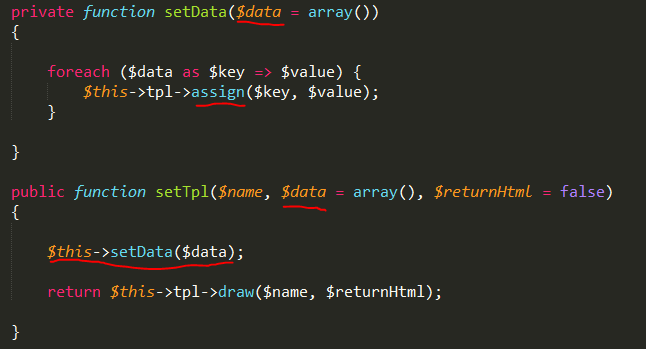 private function setData($data = array())
{
foreach ($data as $key => $value) {
$this->tpl->assign($key, $value);
}
}
public function setTpl($name, $data = array(), $returnHtml = false)
{
$this->setData($data);
return $this->tpl->draw($name, $returnHtml);
}